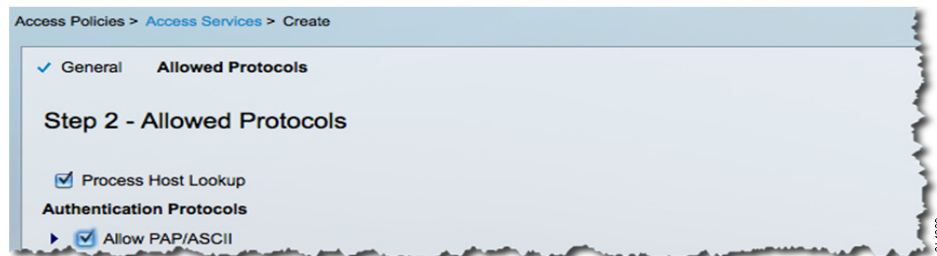 Access Policies > Access Services > Create
General Allowed Protocols
Step 2 - Allowed Protocols
Process Host Lookup
Authentication Protocols
Allow PAP/ASCII